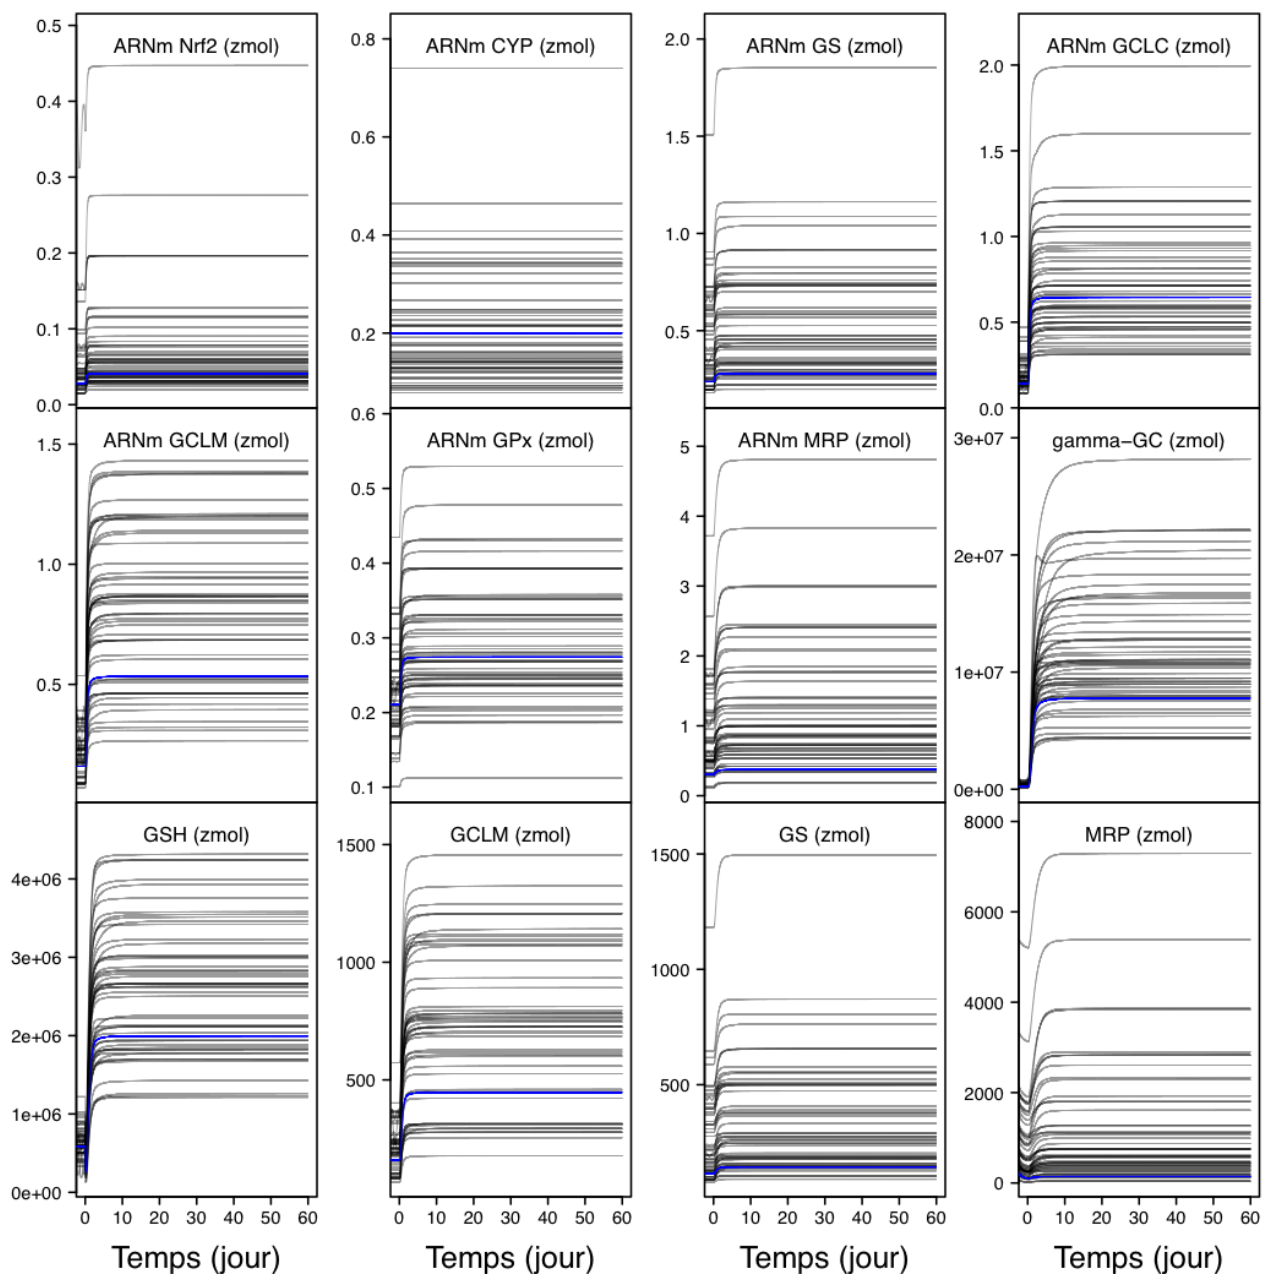 ARNm Nrf2 (zmol)
0.5
0.4
0.3
0.2
0.1
0.0
ARNm CYP (zmol)
0.8
0.6
0.4
0.2
ARNm GS (zmol)
2.0
1.5
1.0
0.5
ARNm GCLC (zmol)
2.0
1.5
1.0
0.5
0.0
ARNm GCLM (zmol)
1.5
1.0
0.5
ARNm GPx (zmol)
0.6
0.5
0.4
0.3
0.2
0.1
ARNm MRP (zmol)
5
4
3
2
1
0
gamma−GC (zmol)
3e+07
2e+07
1e+07
0e+00
GSH (zmol)
4e+06
3e+06
2e+06
1e+06
0e+00
0 10 20 30 40 50 60
Temps (jour)
GCLM (zmol)
1500
1000
500
0 10 20 30 40 50 60
Temps (jour)
GS (zmol)
1500
1000
500
0 10 20 30 40 50 60
Temps (jour)
MRP (zmol)
8000
6000
4000
2000
0
0 10 20 30 40 50 60
Temps (jour)